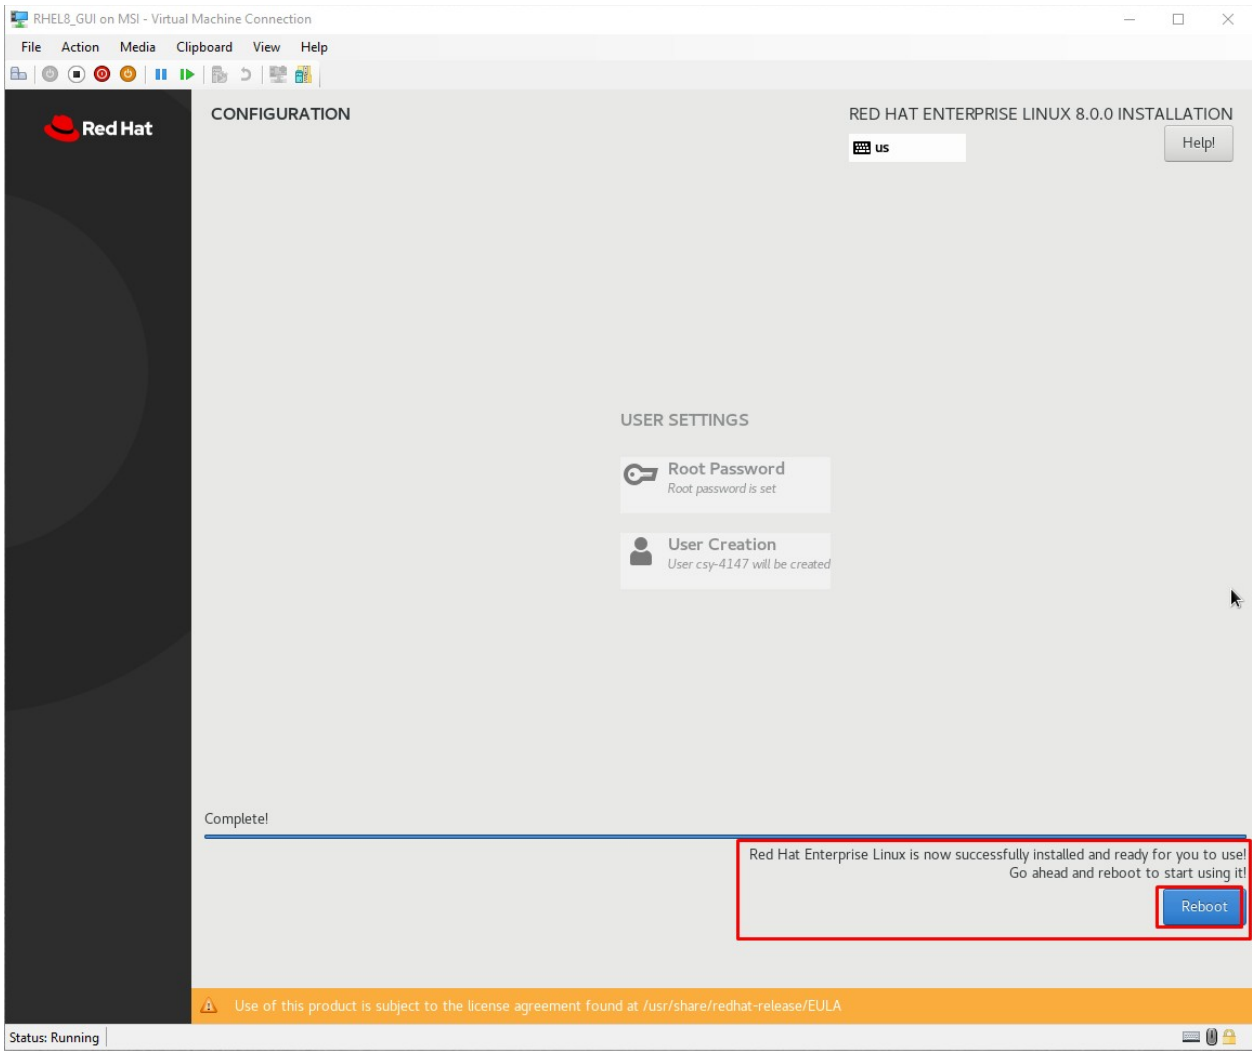 RHEL8_GUI on MSI - Virtual Machine Connection
File Action Media Clipboard View Help
Red Hat
CONFIGURATION
RED HAT ENTERPRISE LINUX 8.0.0 INSTALLATION
us
Help!
USER SETTINGS
Root Password
Root password is set
User Creation
User csy-4147 will be created
Complete!
Red Hat Enterprise Linux is now successfully installed and ready for you to use!
Go ahead and reboot to start using it!
Reboot
Use of this product is subject to the license agreement found at /usr/share/redhat-release/EULA
Status: Running